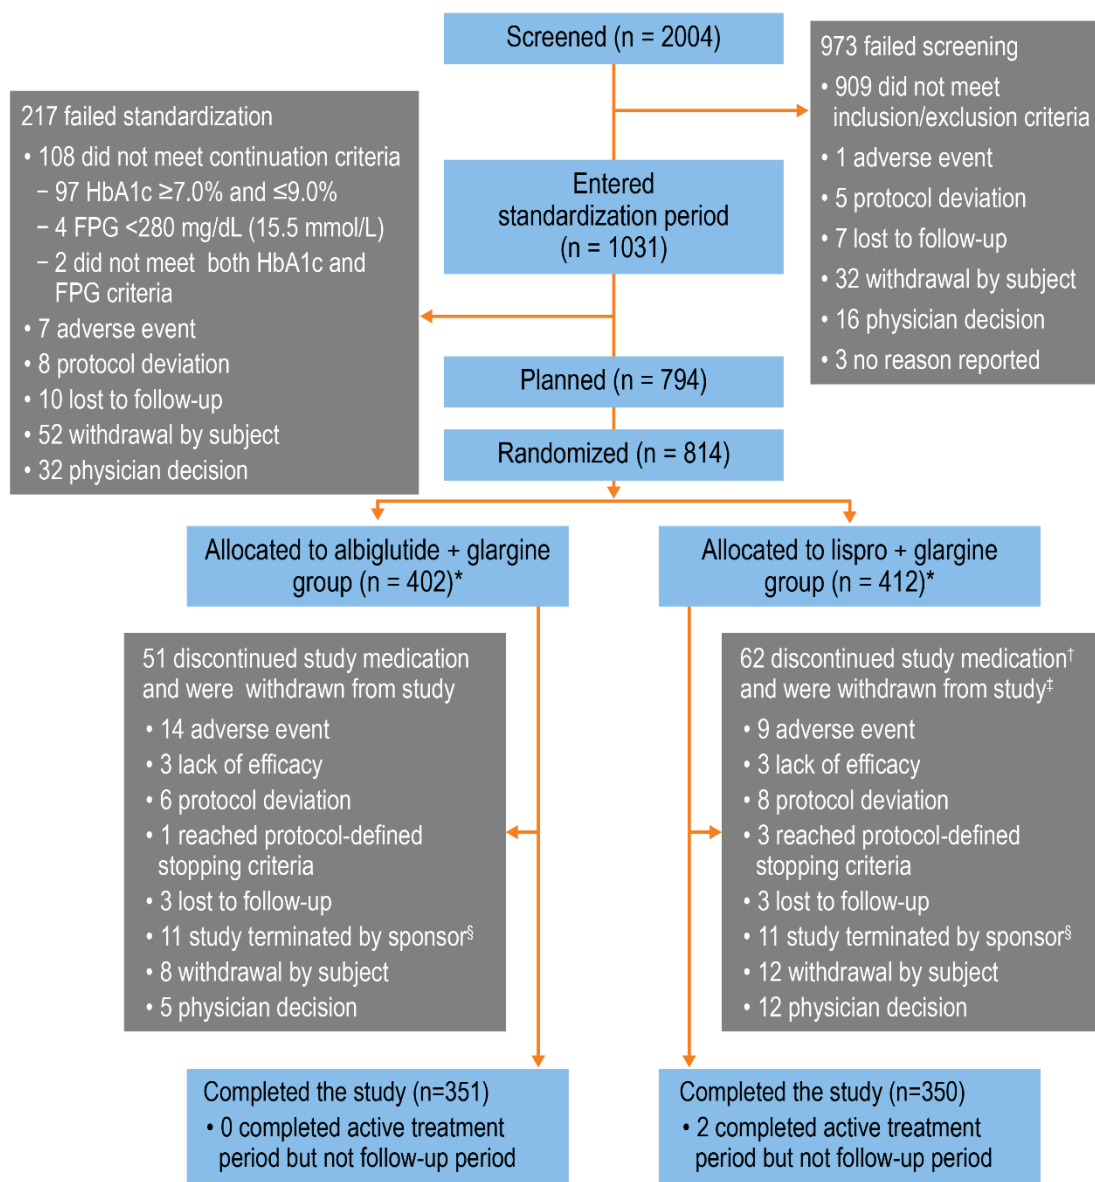 Screened (n = 2004)
973 failed screening
• 909 did not meet
inclusion/exclusion criteria
• 1 adverse event
• 5 protocol deviation
• 7 lost to follow-up
• 32 withdrawal by subject
• 16 physician decision
• 3 no reason reported
217 failed standardization
• 108 did not meet continuation criteria
− 97 HbA1c ≥7.0% and ≤9.0%
− 4 FPG <280 mg/dL (15.5 mmol/L)
− 2 did not meet both HbA1c and
FPG criteria
• 7 adverse event
• 8 protocol deviation
• 10 lost to follow-up
• 52 withdrawal by subject
• 32 physician decision
Entered
standardization period
(n = 1031)
Planned (n = 794)
Randomized (n = 814)
Allocated to albiglutide + glargine
group (n = 402)*
Allocated to lispro + glargine
group (n = 412)*
51 discontinued study medication
and were withdrawn from study
• 14 adverse event
• 3 lack of efficacy
• 6 protocol deviation
• 1 reached protocol-defined
stopping criteria
• 3 lost to follow-up
• 11 study terminated by sponsor§
• 8 withdrawal by subject
• 5 physician decision
62 discontinued study medication†
and were withdrawn from study‡
• 9 adverse event
• 3 lack of efficacy
• 8 protocol deviation
• 3 reached protocol-defined
stopping criteria
• 3 lost to follow-up
• 11 study terminated by sponsor§
• 12 withdrawal by subject
• 12 physician decision
Completed the study (n=351)
• 0 completed active treatment
period but not follow-up period
Completed the study (n=350)
• 2 completed active treatment
period but not follow-up period